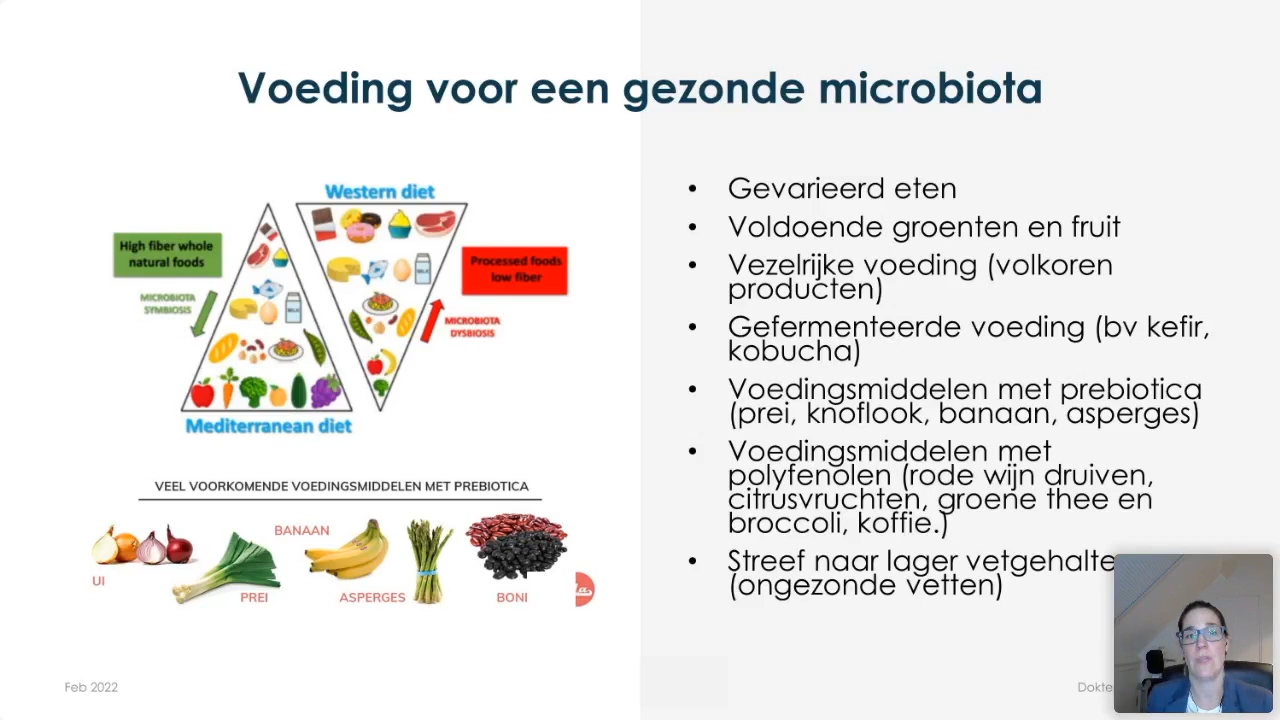 Voeding voor een gezonde microbiota
Western diet
High fiber whole
natural foods
MICROBIOTA
SYMBIOSIS
Processed foods
low fiber
MICROBIOTA
DYSBIOSIS
MILK
MILK
Mediterranean diet
VEEL VOORKOMENDE VOEDINGSMIDDELEN MET PREBIOTICA
UI
PREI
BANAAN
ASPERGES
BONI
• Gevarieerd eten
• Voldoende groenten en fruit
• Vezelrijke voeding (volkoren
producten)
• Gefermenteerde voeding (bv kefir,
kobucha)
• Voedingsmiddelen met prebiotica
(prei, knoflook, banaan, asperges)
• Voedingsmiddelen met
polyfenolen (rode wijn druiven,
citrusvruchten, groene thee en
broccoli, koffie.)
• Streef naar lager vetgehalte
(ongezonde vetten)
Feb 2022
Dokte